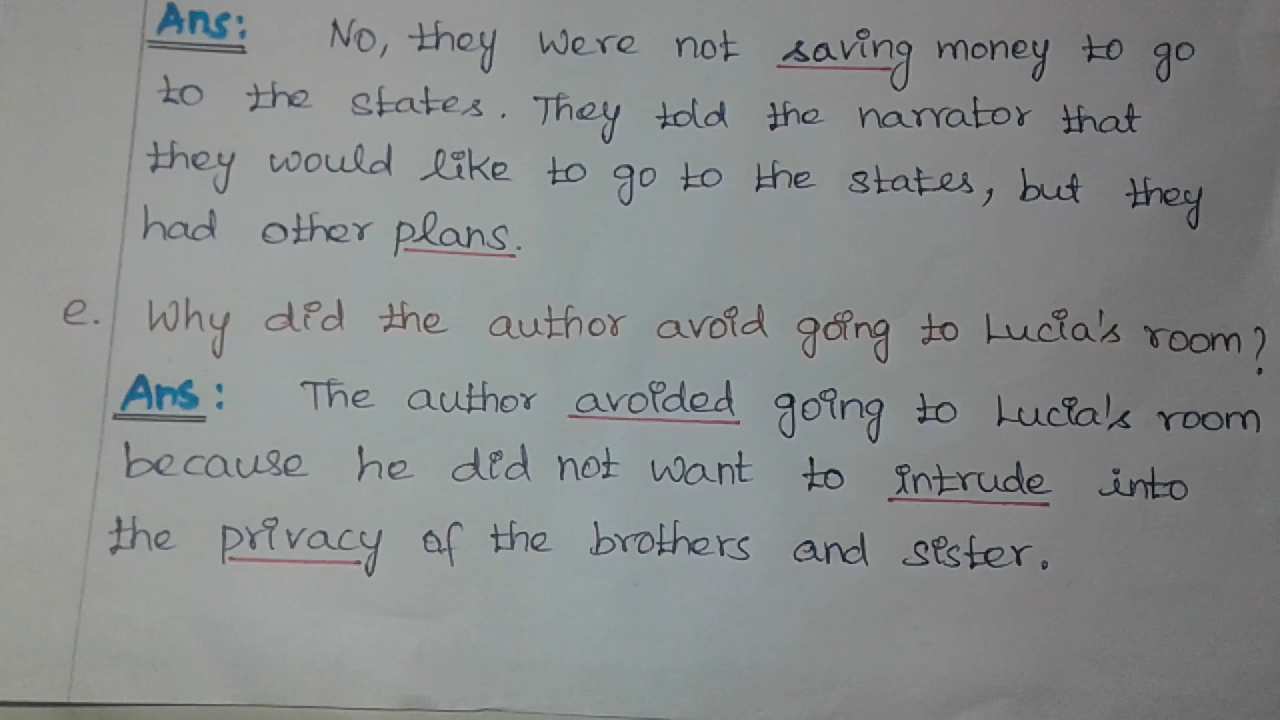 Ans: No, they were not saving money to go
to the states. They told the narrator that
they would like to go to the states, but they
had other plans.
e. Why did the author avoid going to Lucia's room?
Ans: The author avoided going to Lucia's room
because he did not want to intrude into
the privacy of the brothers and sister.